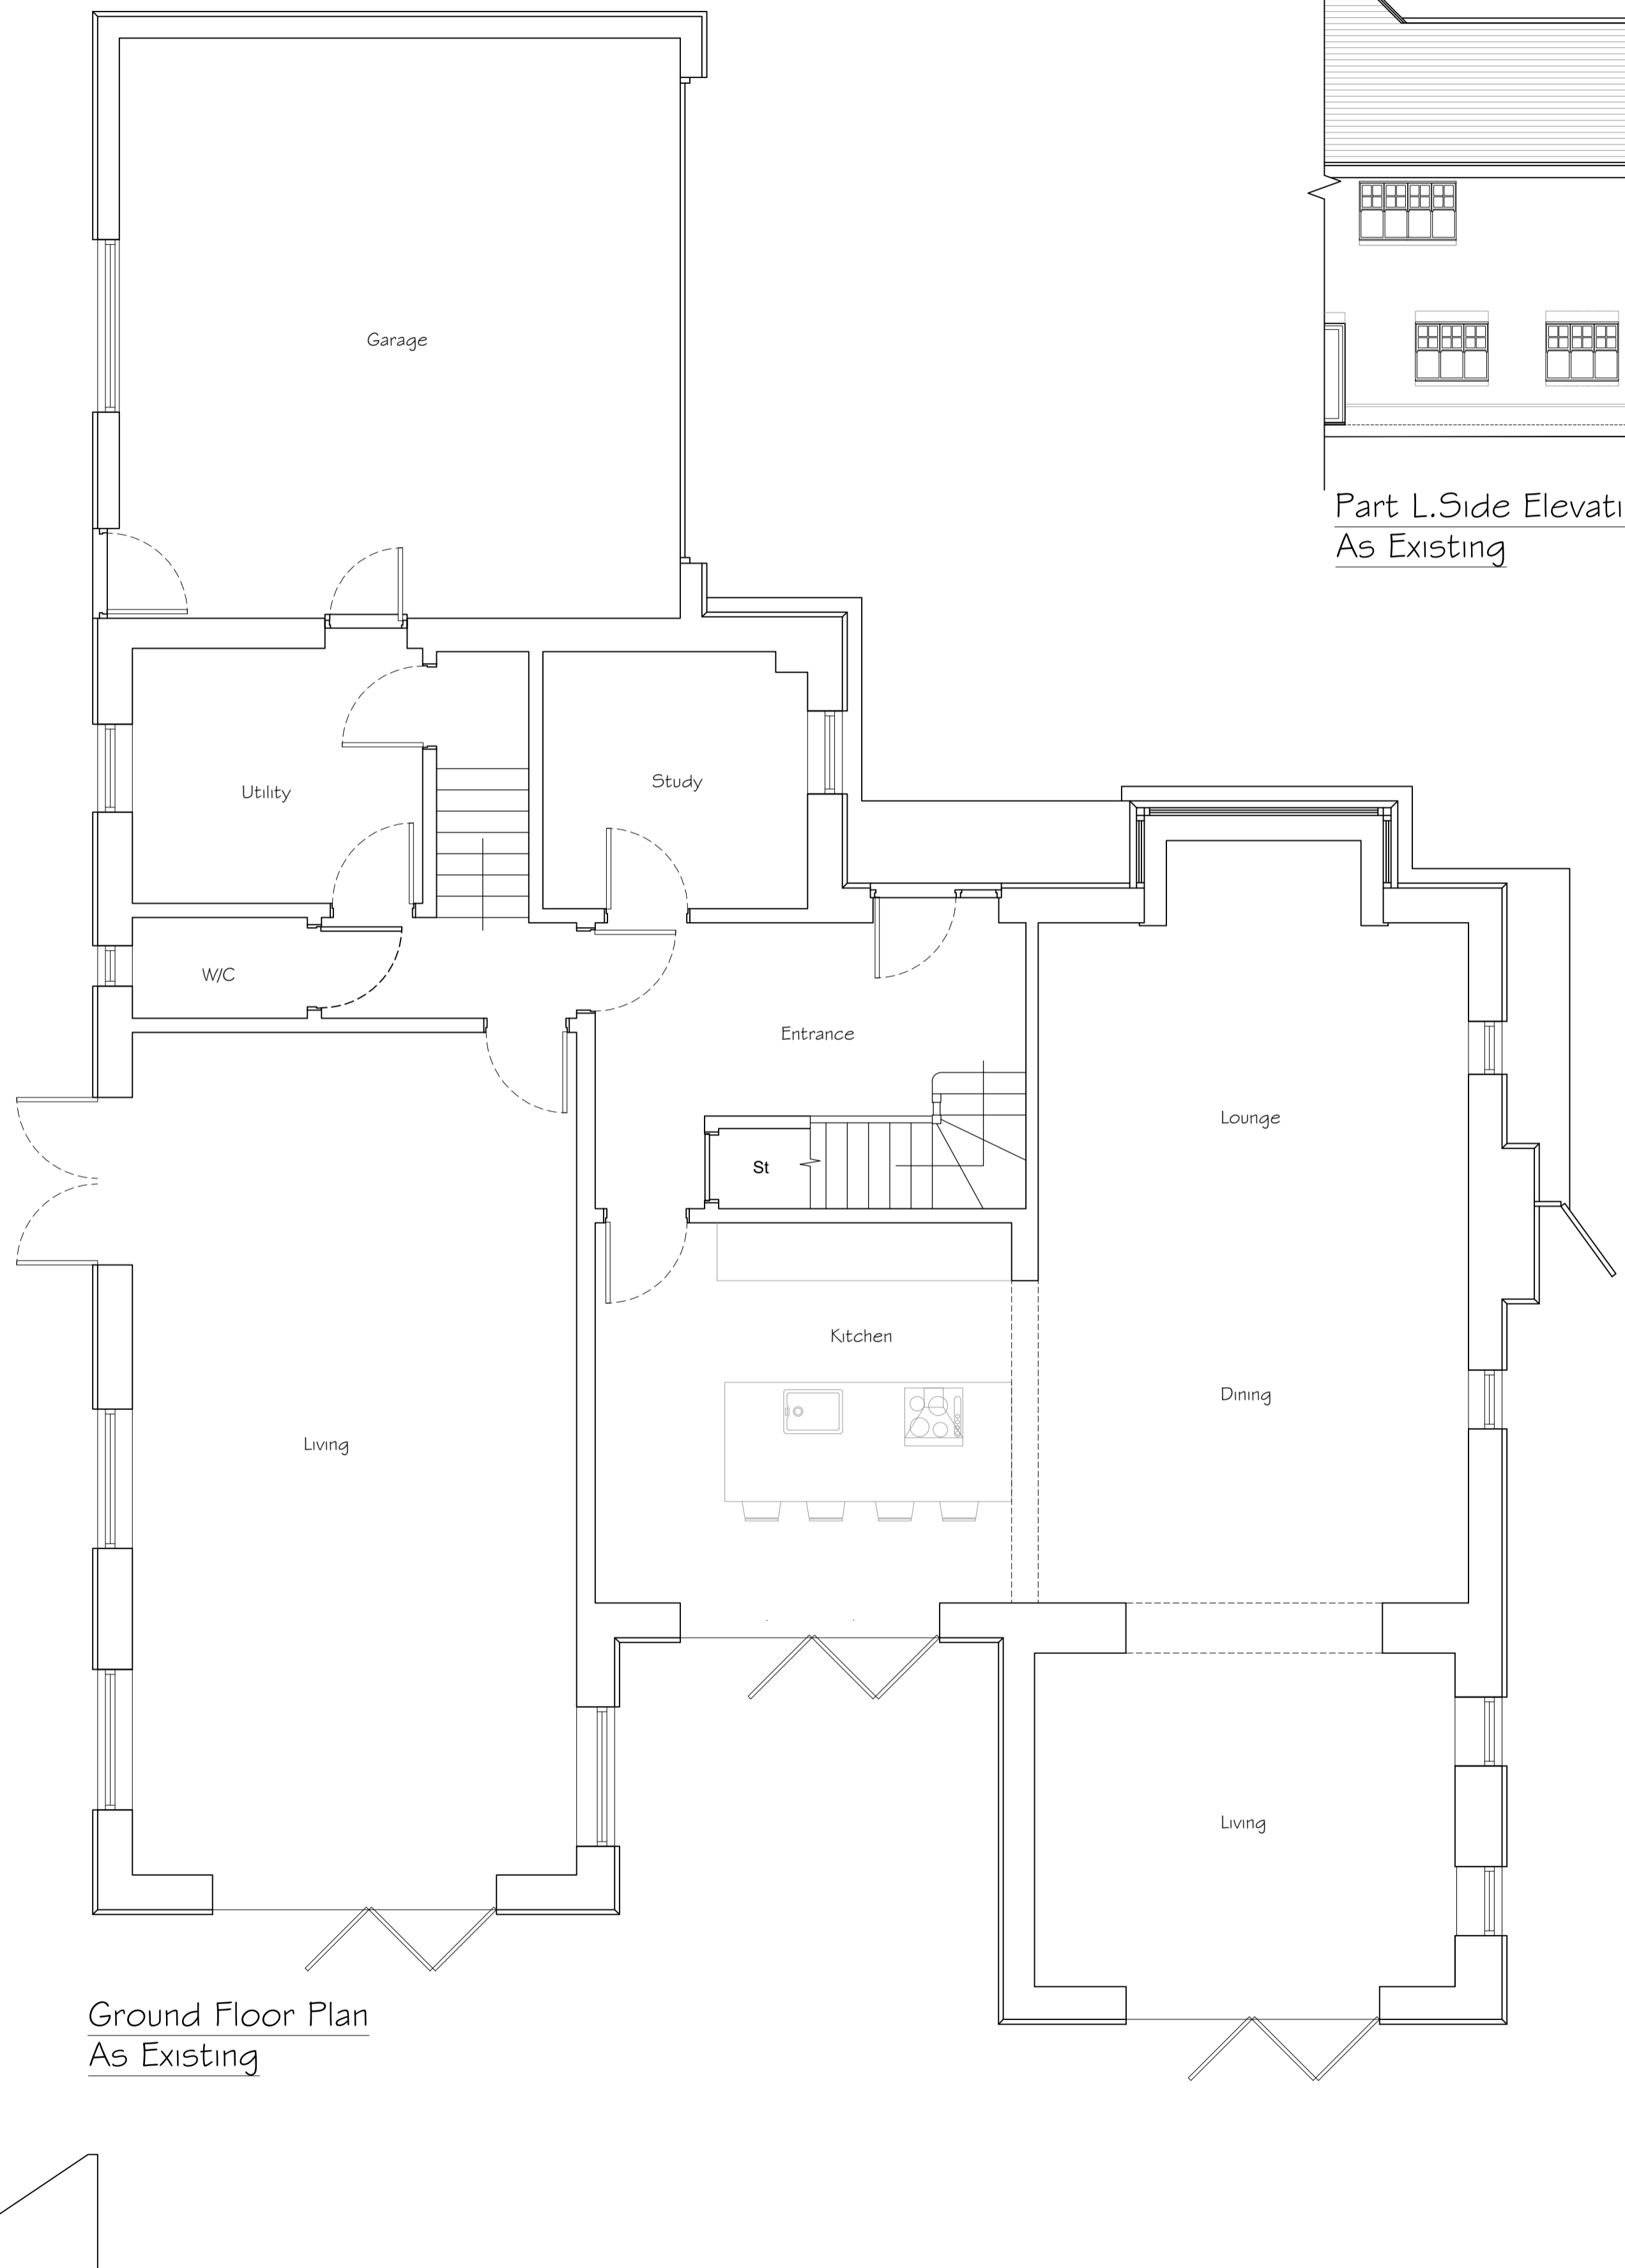 Garage
Part L.Side Elevati
As Existing
Utility
Study
W/C
Entrance
Lounge
St
Kitchen
Dining
Living
Living
Ground Floor Plan
As Existing